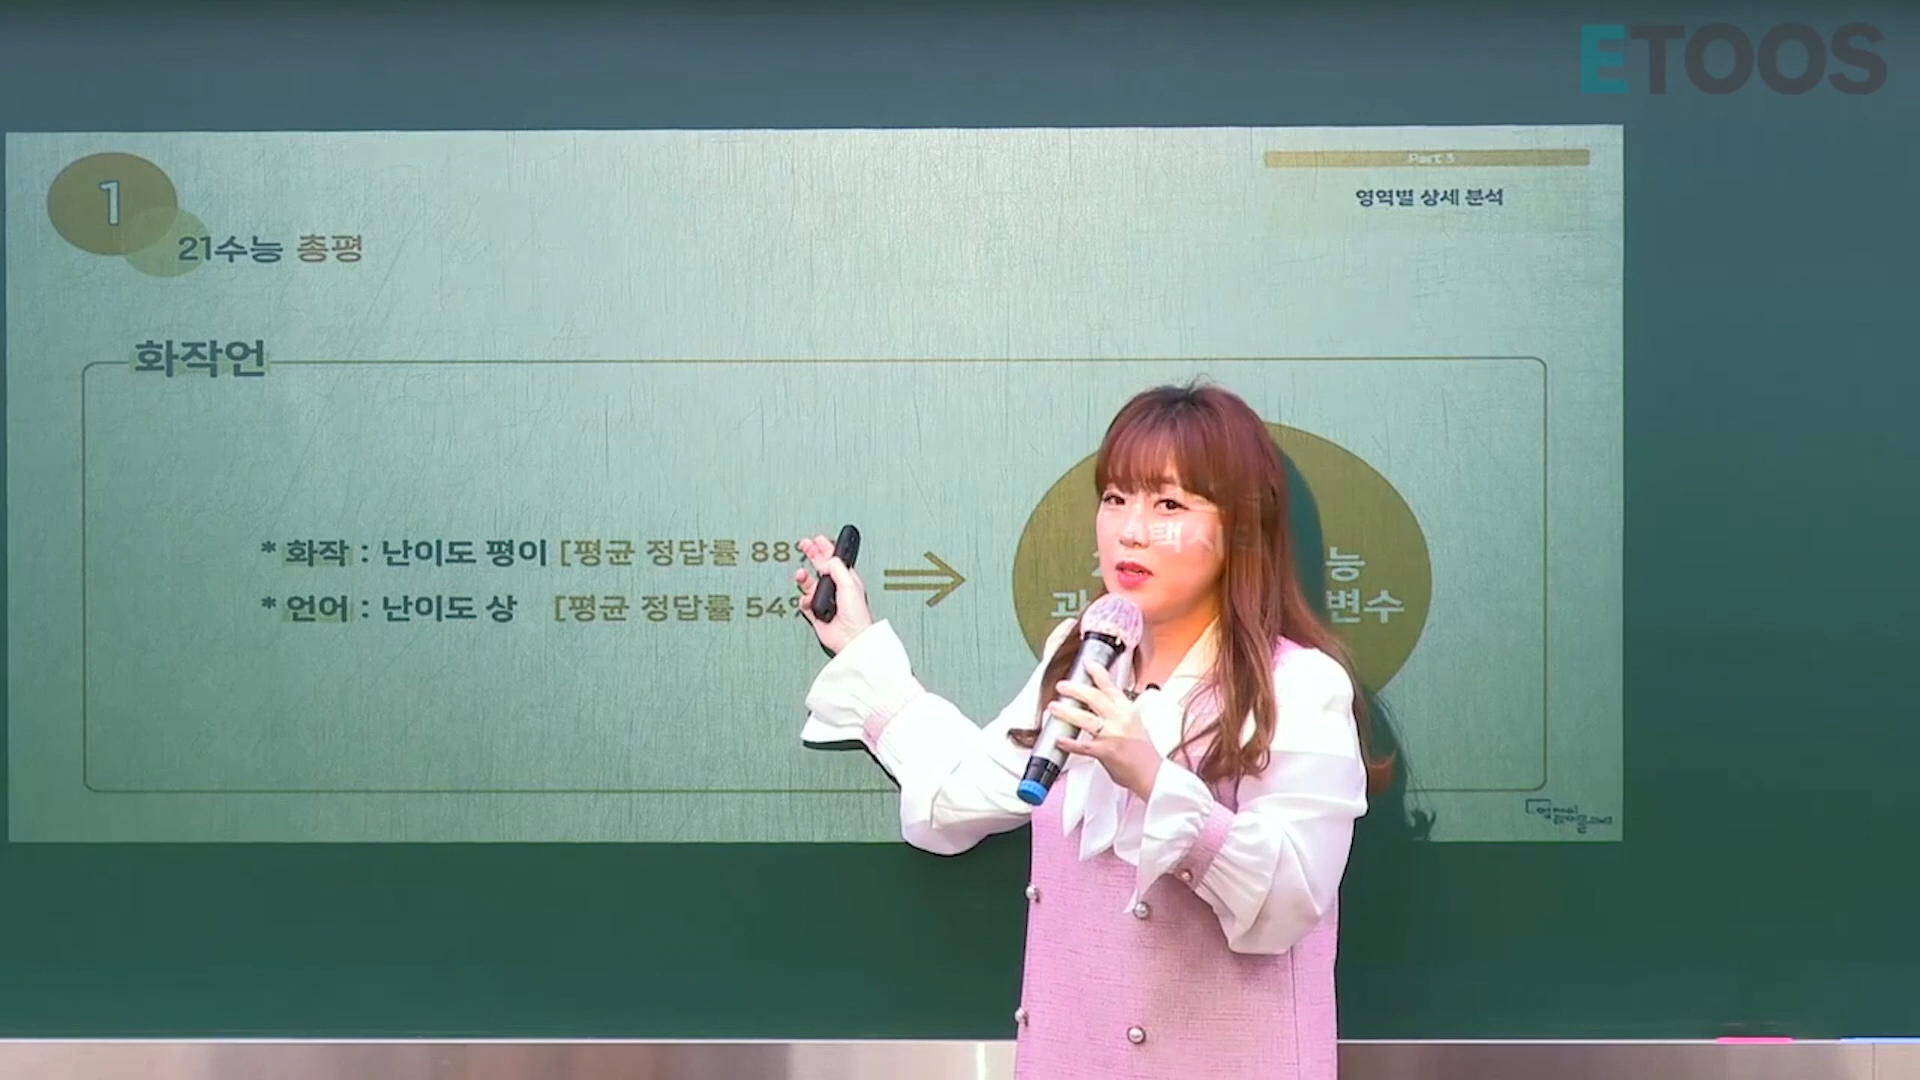 ETOOS
Part 3
영역별 상세 분석
1
21수능 총평
화작언
* 화작 : 난이도 평이 [평균 정답률 88%
* 언어 : 난이도 상 [평균 정답률 54%
능
변수